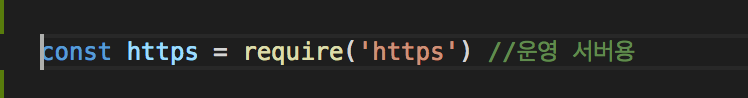 const https = require('https') //운영 서버용